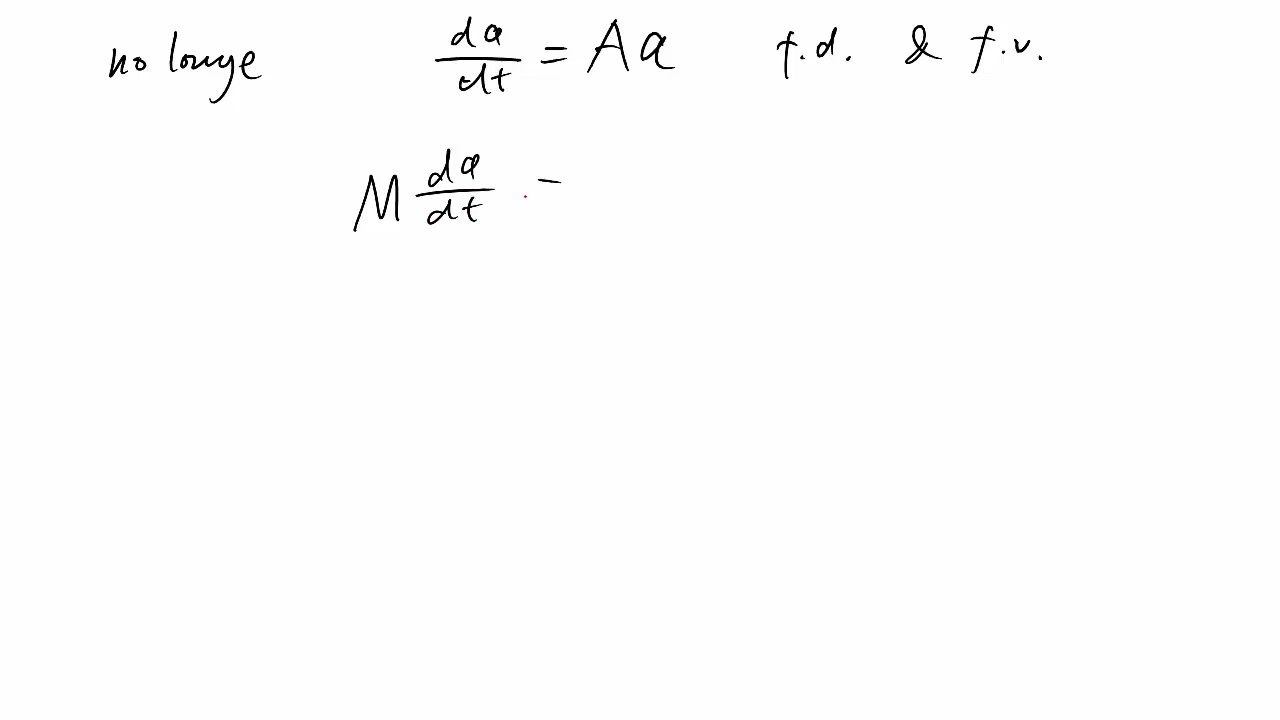 no longe da/dt = Aa f.d. & f.v.
M da/dt -